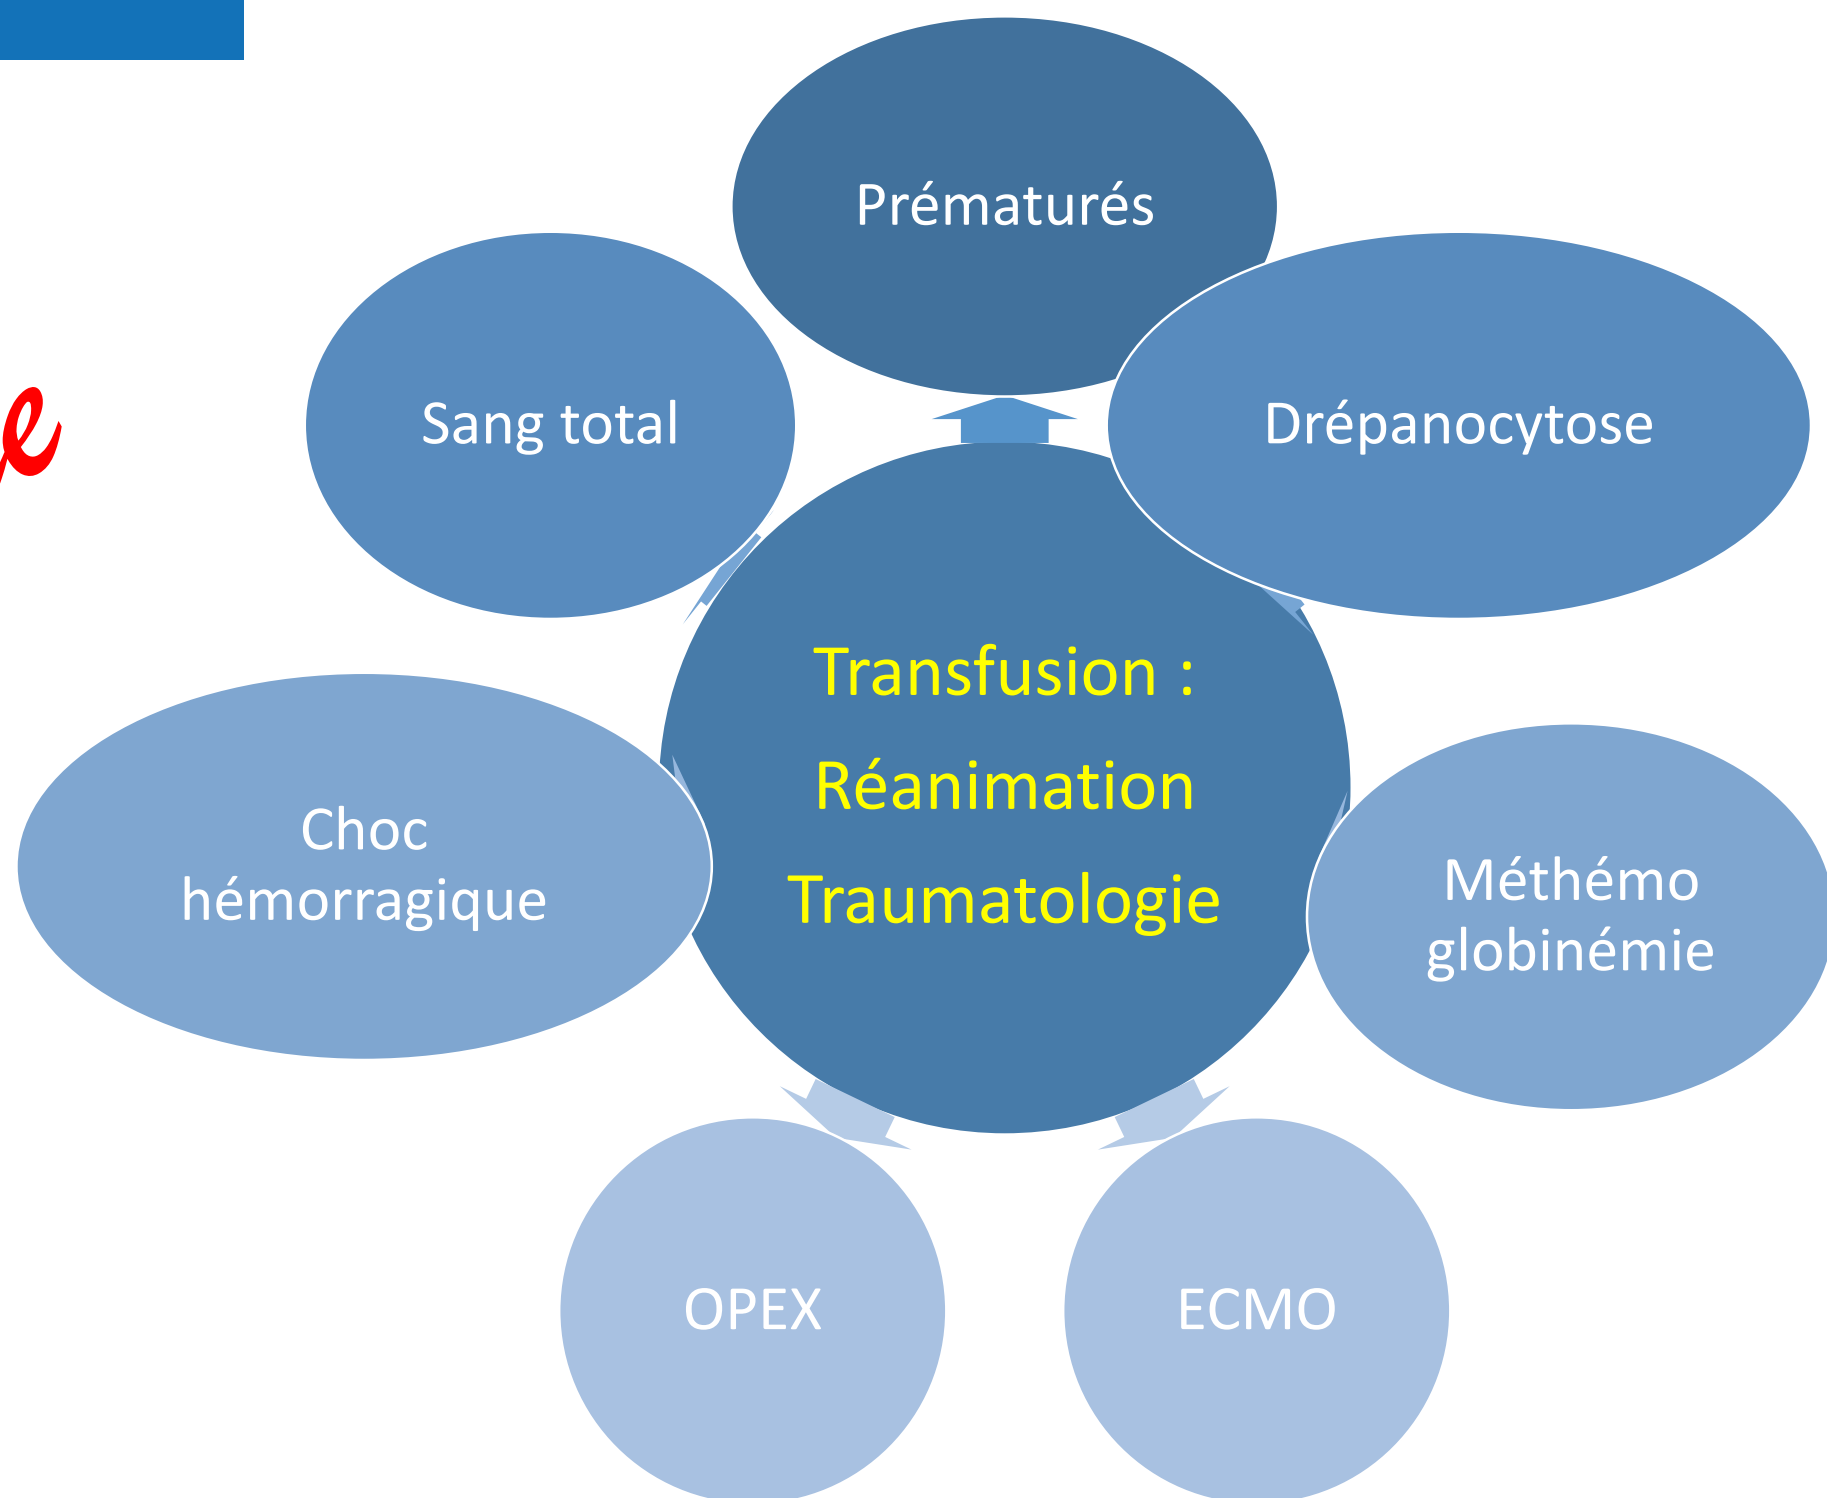 Prématurés
Sang total
Drépanocytose
Transfusion :
Réanimation
Traumatologie
Choc
hémorragique
Méthémo
globinémie
OPEX
ECMO